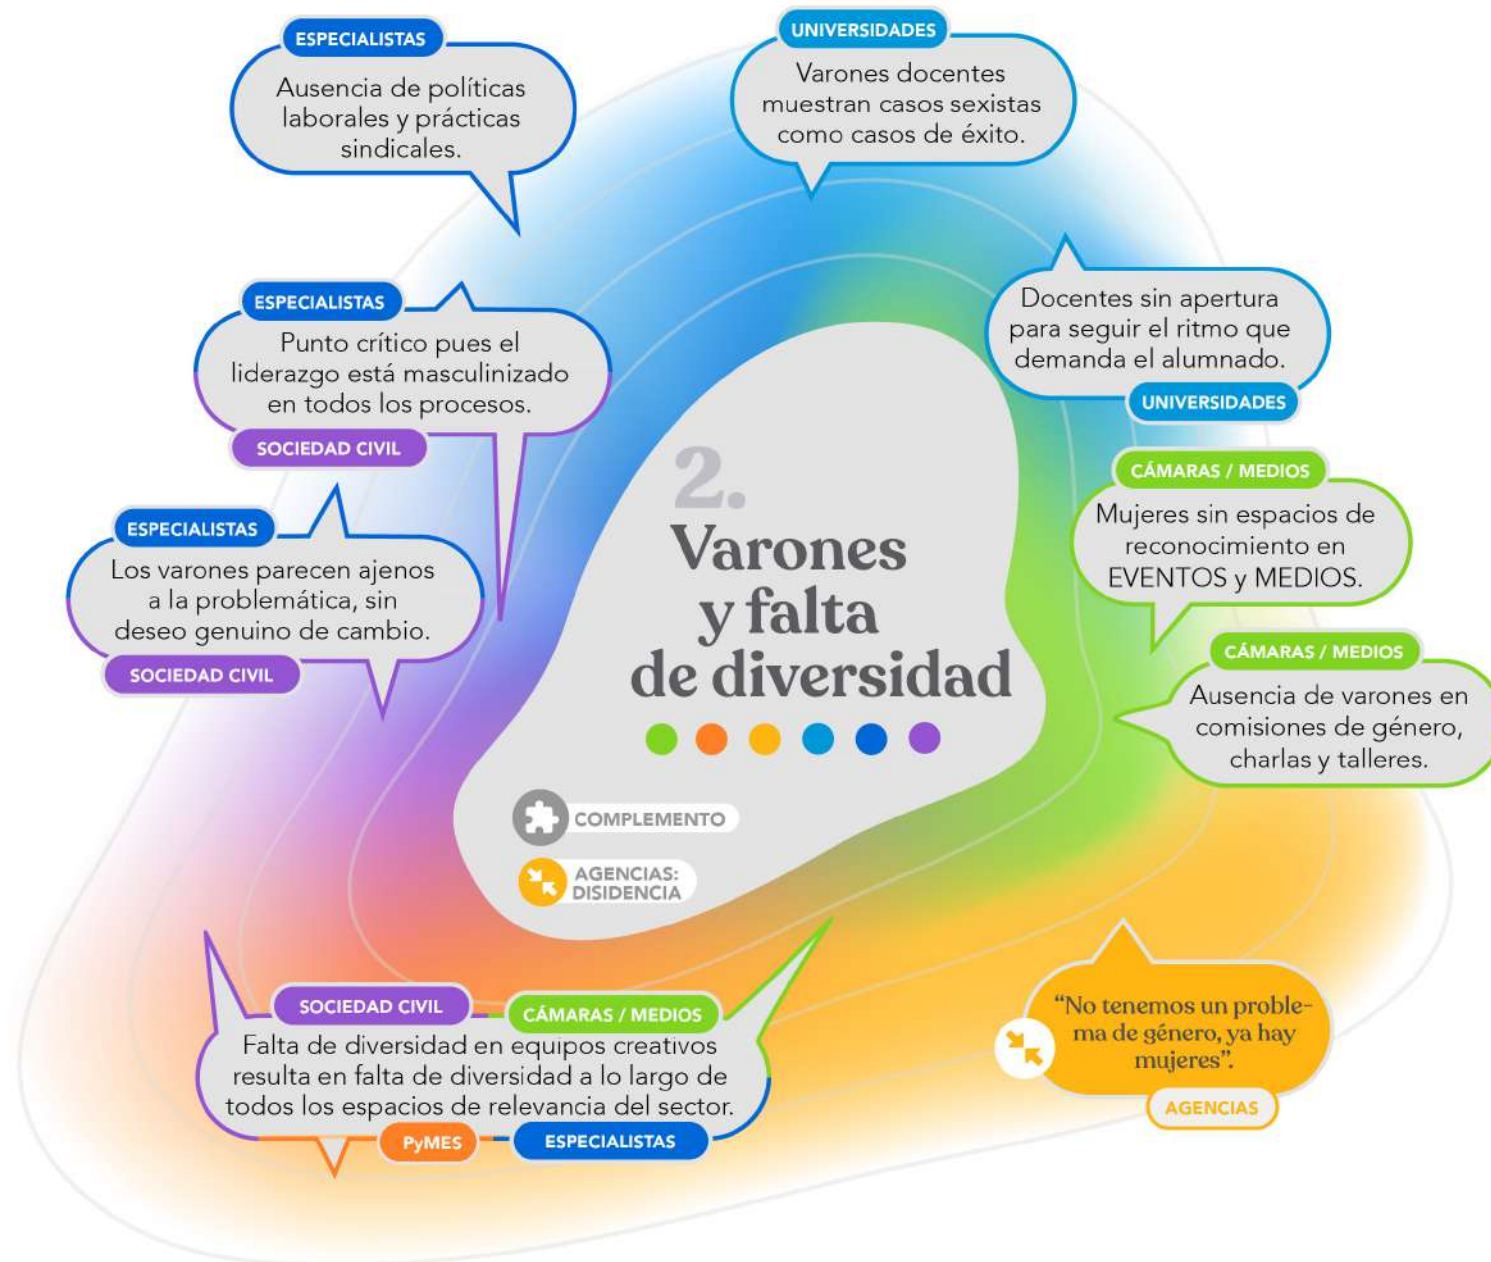 ESPECIALISTAS
Ausencia de políticas
laborales y prácticas
sindicales.
UNIVERSIDADES
Varones docentes
muestran casos sexistas
como casos de éxito.
ESPECIALISTAS
Punto crítico pues el
liderazgo está masculinizado
en todos los procesos.
SOCIEDAD CIVIL
Docentes sin apertura
para seguir el ritmo que
demanda el alumnado.
UNIVERSIDADES
ESPECIALISTAS
Los varones parecen ajenos
a la problemática, sin
deseo genuino de cambio.
SOCIEDAD CIVIL
2.
Varones
y falta
de diversidad
COMPLEMENTO
AGENCIAS:
DISIDENCIA
CÁMARAS / MEDIOS
Mujeres sin espacios de
reconocimiento en
EVENTOS y MEDIOS.
CÁMARAS / MEDIOS
Ausencia de varones en
comisiones de género,
charlas y talleres.
SOCIEDAD CIVIL
CÁMARAS / MEDIOS
Falta de diversidad en equipos creativos
resulta en falta de diversidad a lo largo de
todos los espacios de relevancia del sector.
PyMES
ESPECIALISTAS
“No tenemos un proble-
ma de género, ya hay
mujeres”.
AGENCIAS